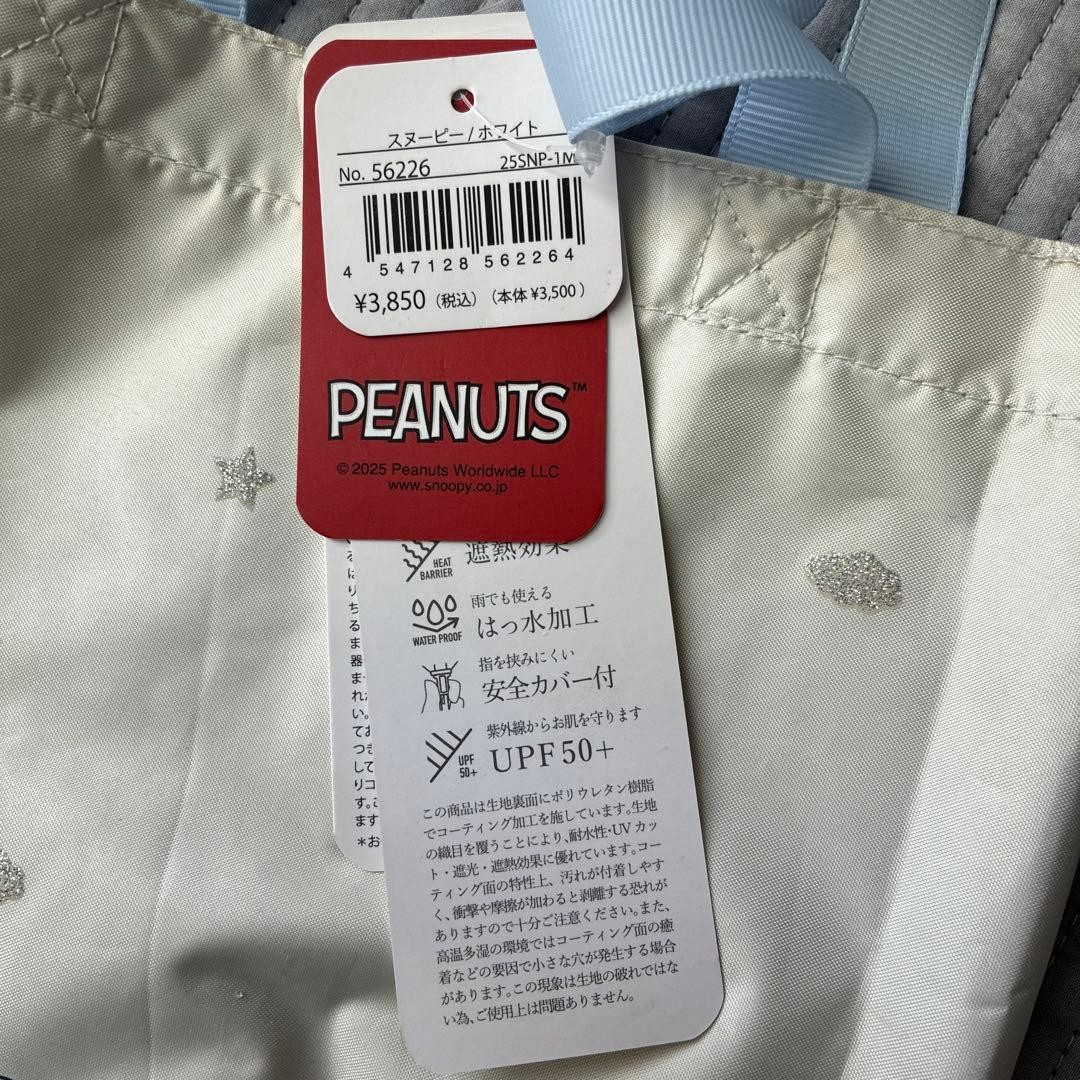 スヌーピー/ホワイト
No. 56226
25SNP-1M
4 547128 562264
¥3,850（税込）（本体 ¥3,500）
PEANUTS™
© 2025 Peanuts Worldwide LLC
www.snoopy.co.jp
HEAT
BARRIER
遮熱効果
雨でも使える
WATER PROOF
はっ水加工
指を挟みにくい
安全カバー付
紫外線からお肌を守ります
UPF
50+
UPF50+
この商品は生地裏面にポリウレタン樹脂
でコーティング加工を施しています。生地
の織目を覆うことにより、耐水性・UV カッ
ト・遮光・遮熱効果に優れています。コー
ティング面の特性上、汚れが付着しやす
く、衝撃や摩擦が加わると剥離する恐れが
ありますので十分ご注意ください。また、
高温多湿の環境ではコーティング面の癒
着などの要因で小さな穴が発生する場合
があります。この現象は生地の破れではな
い為、ご使用上は問題ありません。